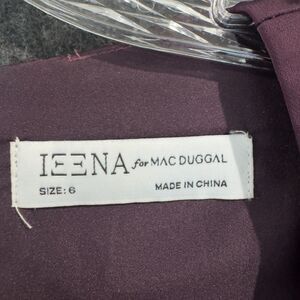 IEENA for MAC DUGGAL
SIZE: 6 MADE IN CHINA